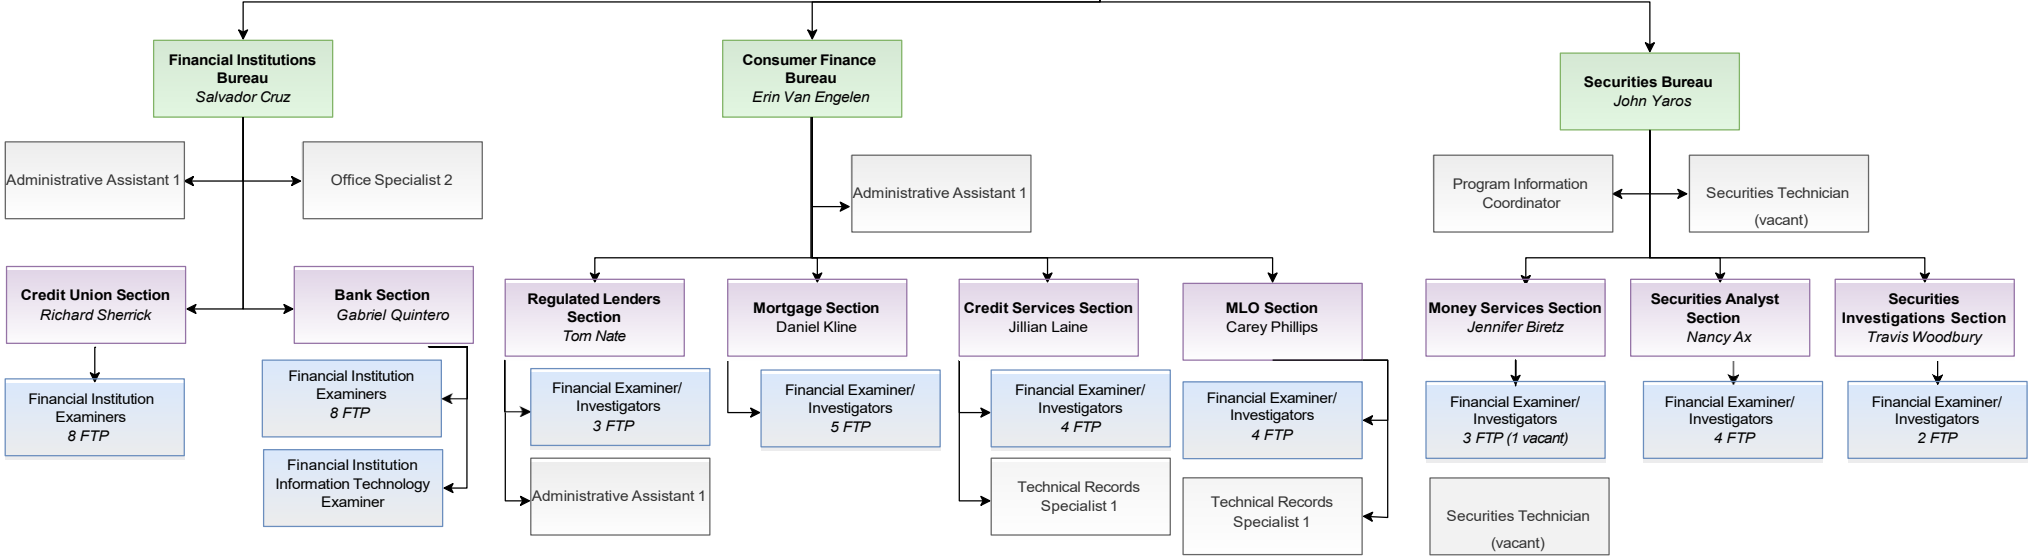 Financial Institutions
Bureau
Salvador Cruz
Consumer Finance
Bureau
Erin Van Engelen
Securities Bureau
John Yaros
Administrative Assistant 1
Office Specialist 2
Administrative Assistant 1
Program Information
Coordinator
Securities Technician
(vacant)
Credit Union Section
Richard Sherrick
Bank Section
Gabriel Quintero
Regulated Lenders
Section
Tom Nate
Mortgage Section
Daniel Kline
Credit Services Section
Jillian Laine
MLO Section
Carey Phillips
Money Services Section
Jennifer Biretz
Securities Analyst
Section
Nancy Ax
Securities
Investigations Section
Travis Woodbury
Financial Institution
Examiners
8 FTP
Financial Institution
Examiners
8 FTP
Financial Institution
Information Technology
Examiner
Financial Examiner/
Investigators
3 FTP
Administrative Assistant 1
Financial Examiner/
Investigators
5 FTP
Financial Examiner/
Investigators
4 FTP
Technical Records
Specialist 1
Financial Examiner/
Investigators
4 FTP
Technical Records
Specialist 1
Financial Examiner/
Investigators
3 FTP (1 vacant)
Securities Technician
(vacant)
Financial Examiner/
Investigators
4 FTP
Financial Examiner/
Investigators
2 FTP